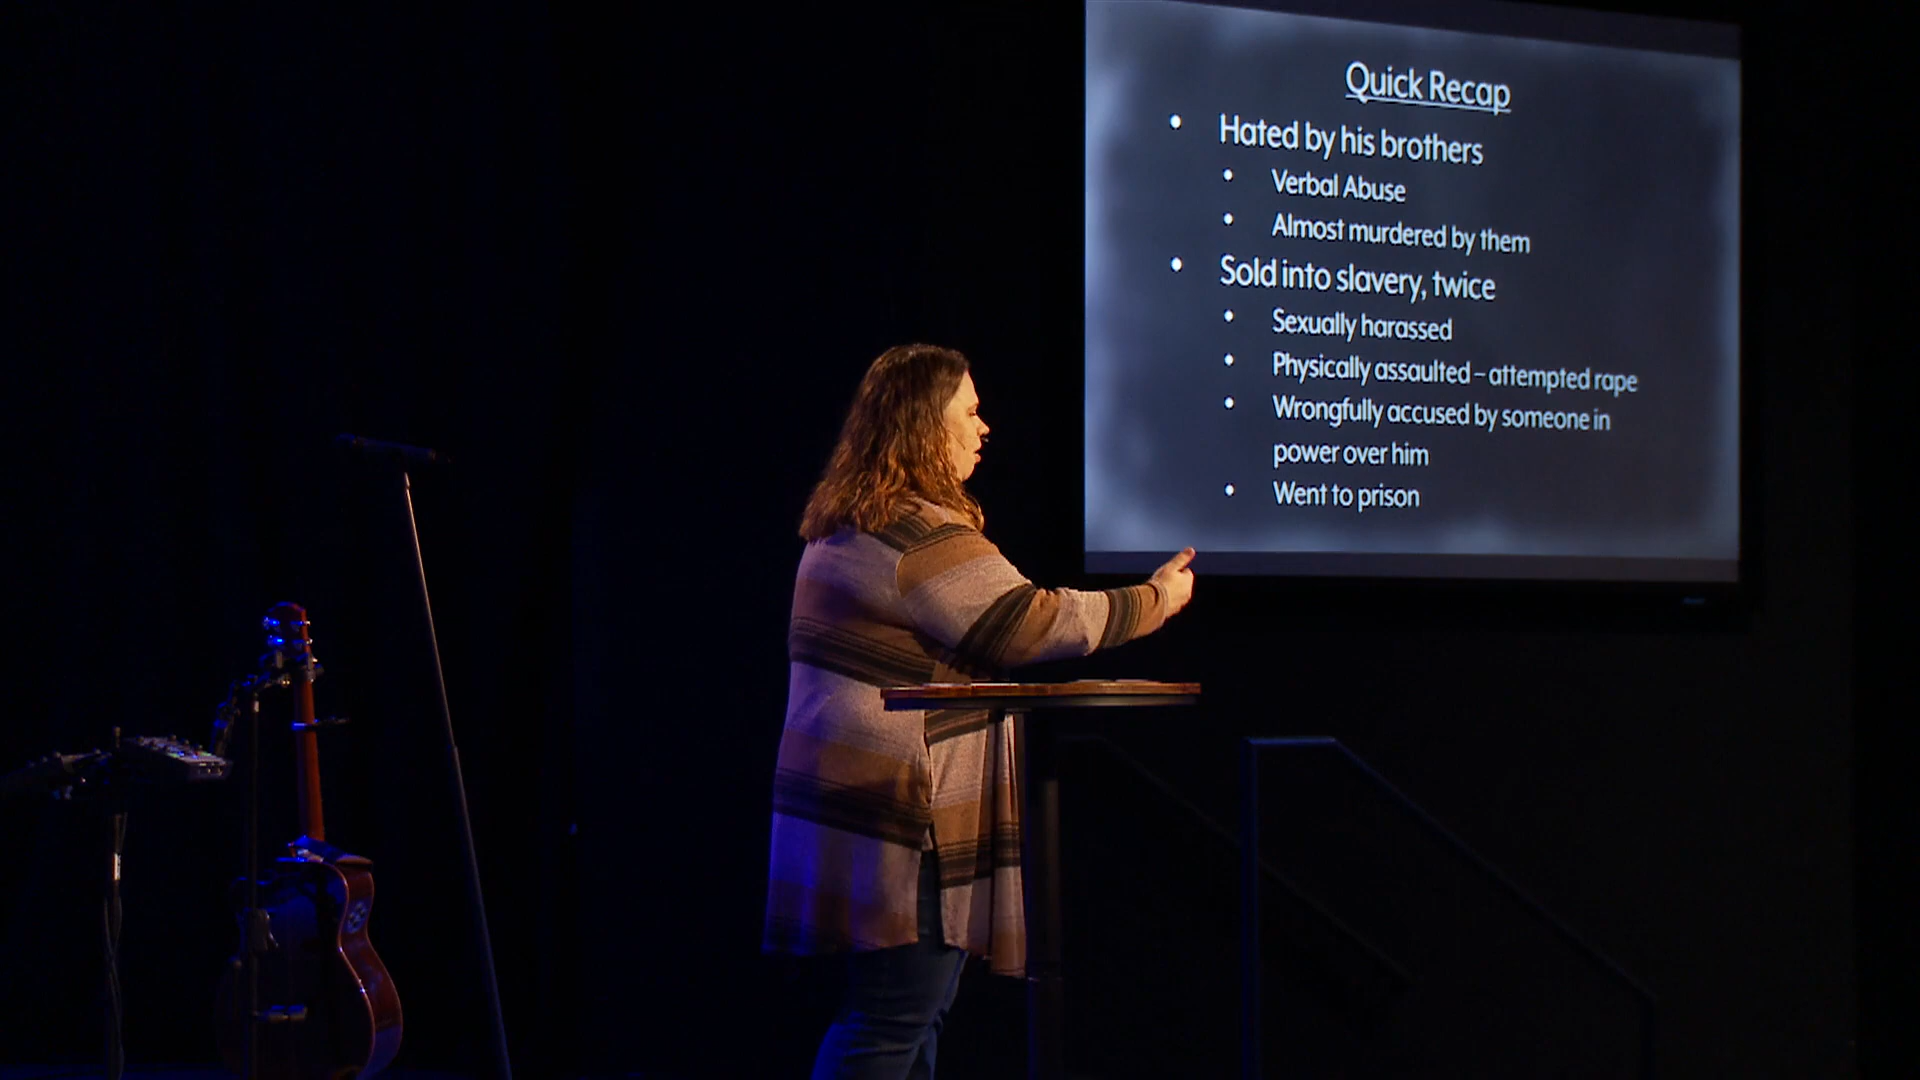 Quick Recap
• Hated by his brothers
• Verbal Abuse
• Almost murdered by them
• Sold into slavery, twice
• Sexually harassed
• Physically assaulted – attempted rape
• Wrongfully accused by someone in
power over him
• Went to prison